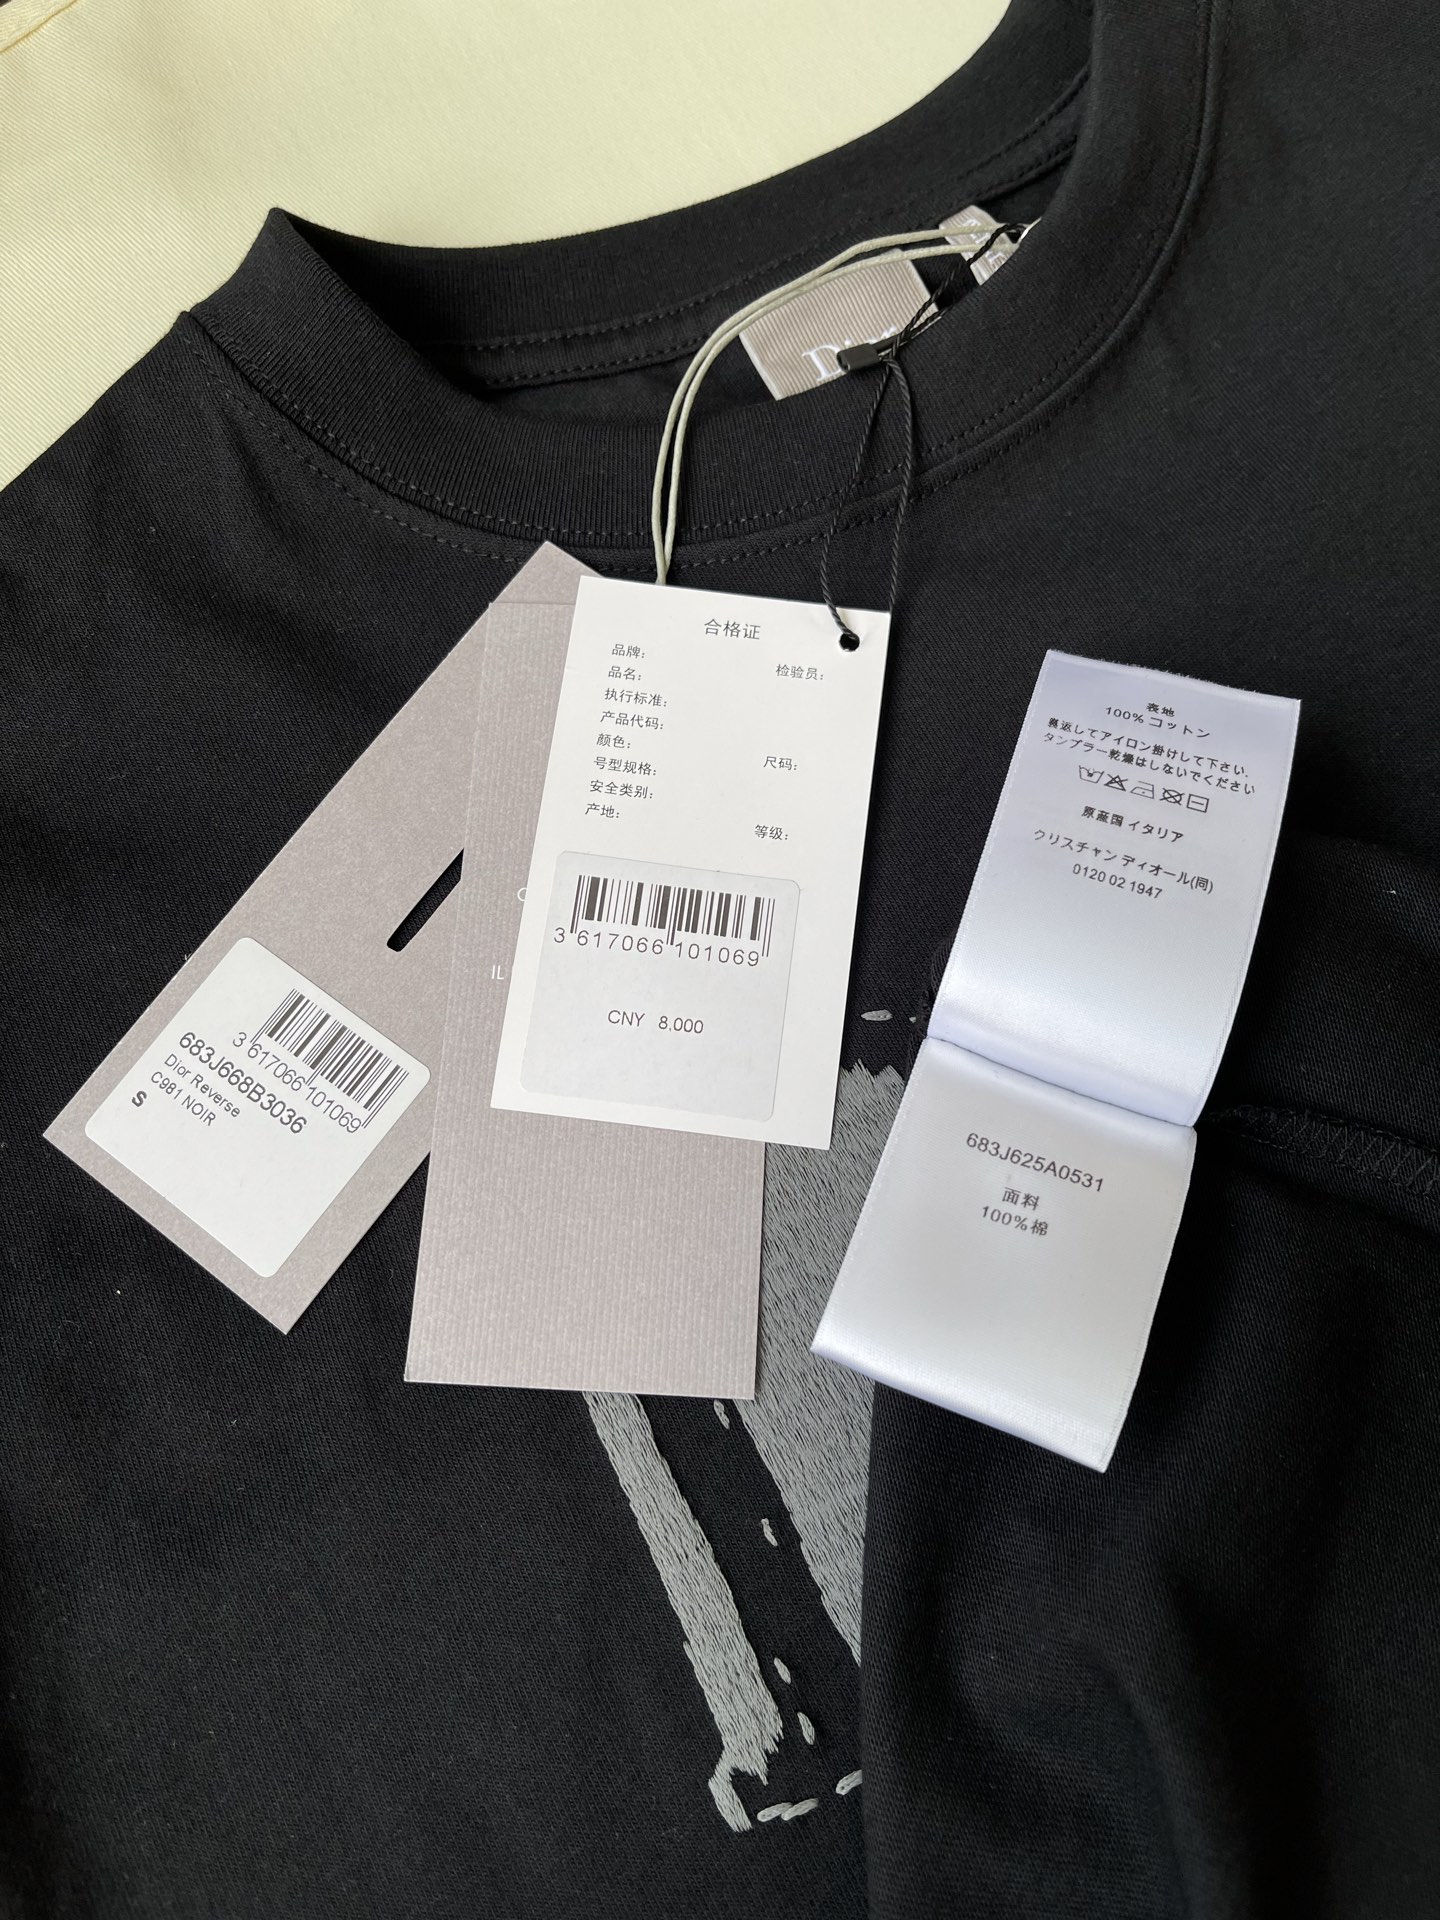 合格证
品牌:
检验员:
品名:
执行标准:
产品代码:
颜色:
尺码:
号型规格:
安全类别:
产地:
等级:
3 617066 101069
CNY 8,000
3 617066 101069
683J668B3036
Dior Reverse
C981 NOIR
S
IL
表地
100% コットン
裏返してアイロン掛けして下さい.
タンブラー乾燥はしないでください
原産国 イタリア
クリスチャン ディオール(同)
0120 02 1947
683J625A0531
面料
100%棉